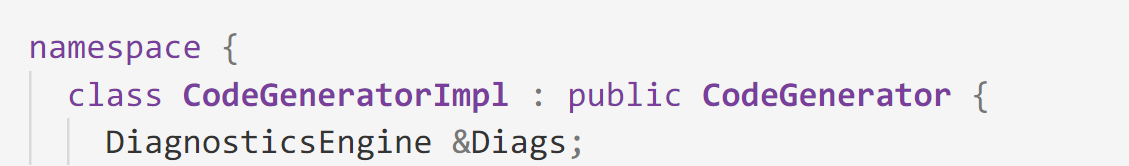 namespace {
class CodeGeneratorImpl : public CodeGenerator {
DiagnosticsEngine &Diags;